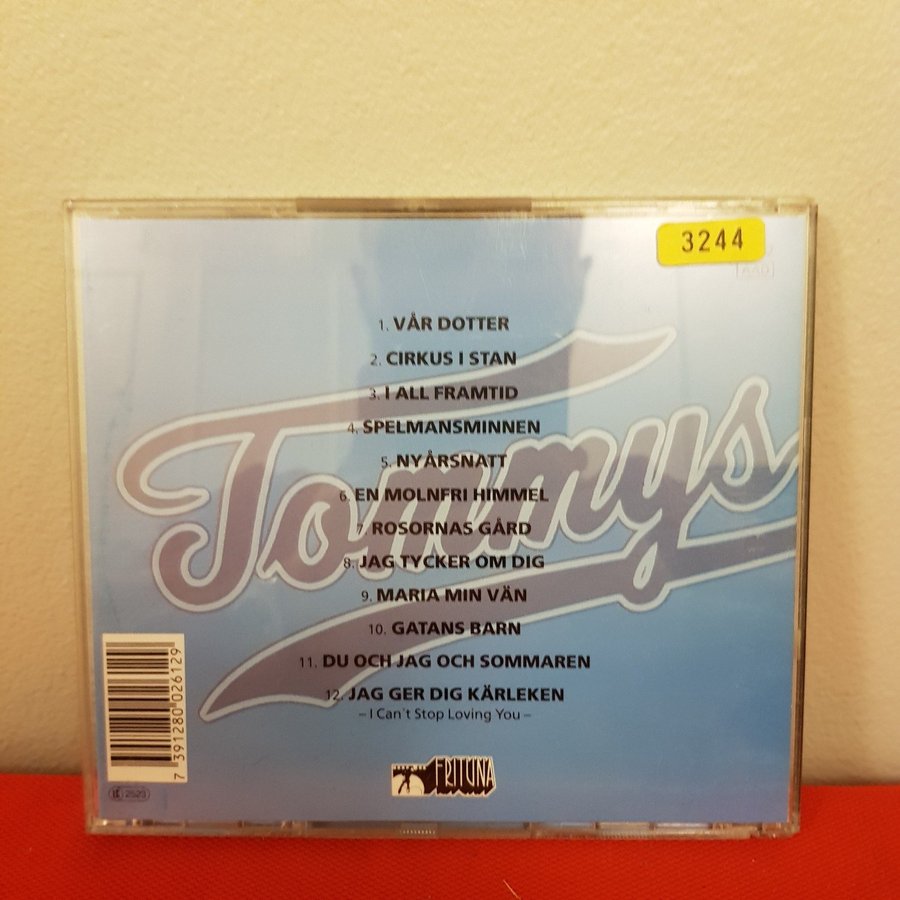 3244
AAD
1. VÅR DOTTER
2. CIRKUS I STAN
3. I ALL FRAMTID
4. SPELMANSMINNEN
5. NYÅRSNATT
6. EN MOLNFRI HIMMEL
7. ROSORNAS GÅRD
8. JAG TYCKER OM DIG
9. MARIA MIN VÄN
10. GATANS BARN
11. DU OCH JAG OCH SOMMAREN
12. JAG GER DIG KÄRLEKEN
– I Can´t Stop Loving You –
Tommys
7 391280 026129
2523
FRITUNA